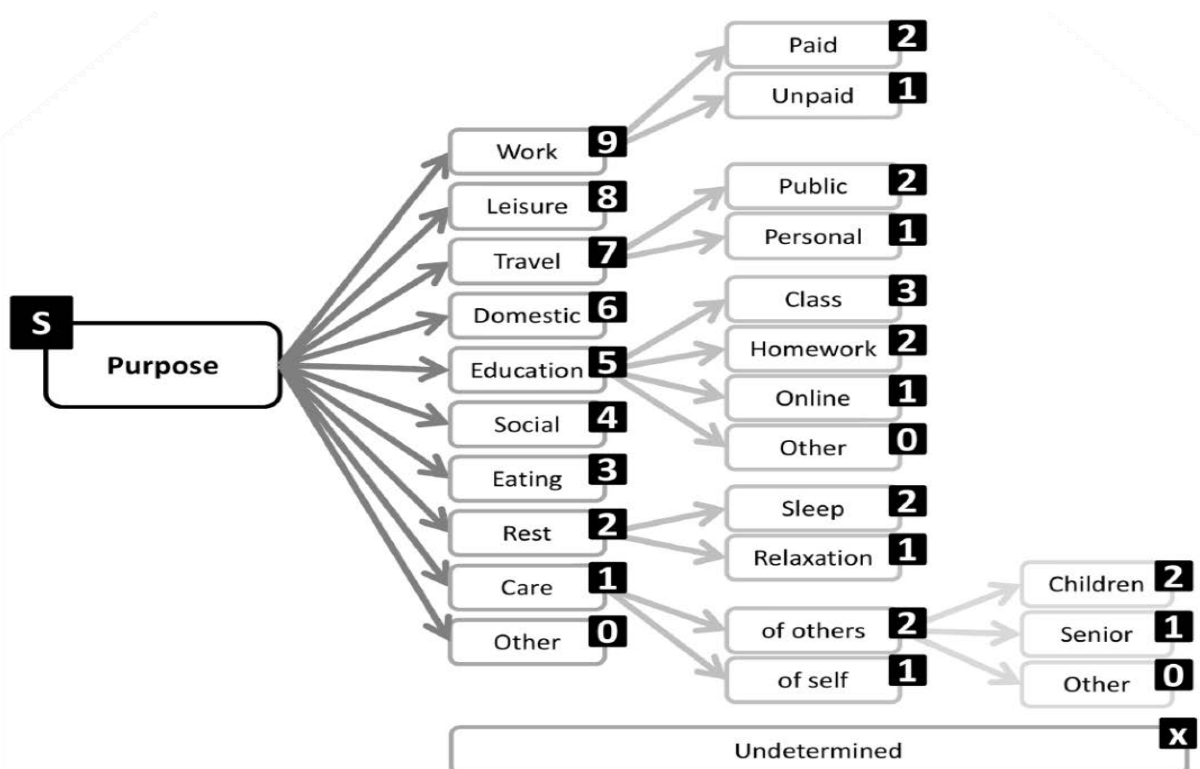 S
Purpose
Work 9
Paid 2
Unpaid 1
Leisure 8
Travel 7
Public 2
Personal 1
Domestic 6
Education 5
Class 3
Homework 2
Online 1
Other 0
Social 4
Eating 3
Rest 2
Sleep 2
Relaxation 1
Care 1
of others 2
Children 2
Senior 1
Other 0
of self 1
Other 0
Undetermined x